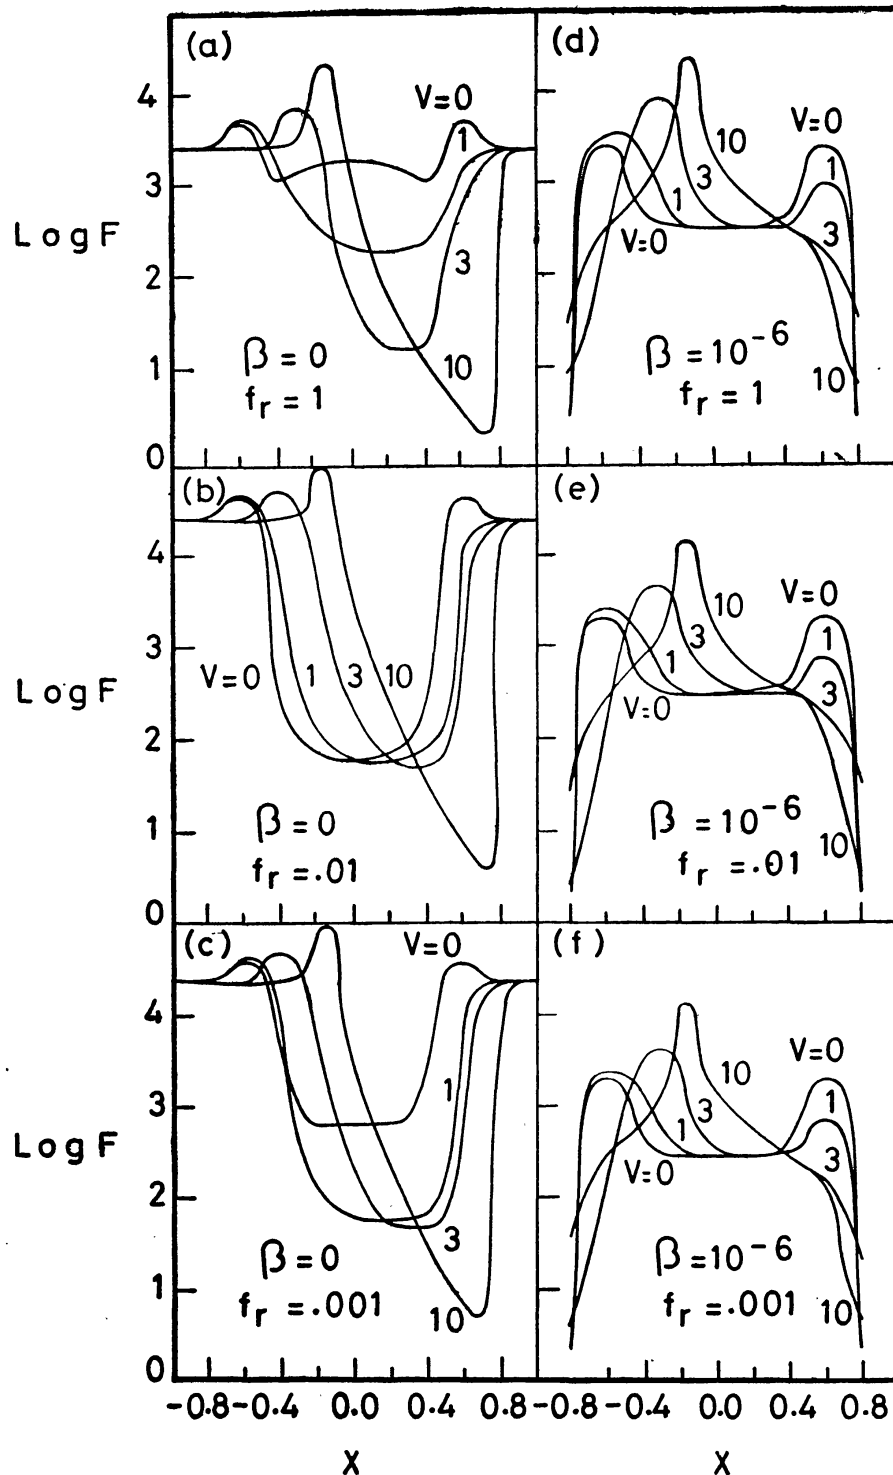 (a)
V=0
1
3
10
β=0
f_r=1
Log F
4
3
2
1
0
(d)
V=0
10
1
3
1
V=0
3
β=10⁻⁶
f_r=1
10
(b)
V=0
1
3
10
β=0
f_r=.01
Log F
4
3
2
1
0
(e)
V=0
10
1
3
1
V=0
3
β=10⁻⁶
f_r=.01
10
(c)
V=0
1
3
10
β=0
f_r=.001
Log F
4
3
2
1
0
(f)
V=0
10
1
3
1
V=0
3
β=10⁻⁶
f_r=.001
10
-0.8 -0.4 0.0 0.4 0.8
-0.8 -0.4 0.0 0.4 0.8
X
X